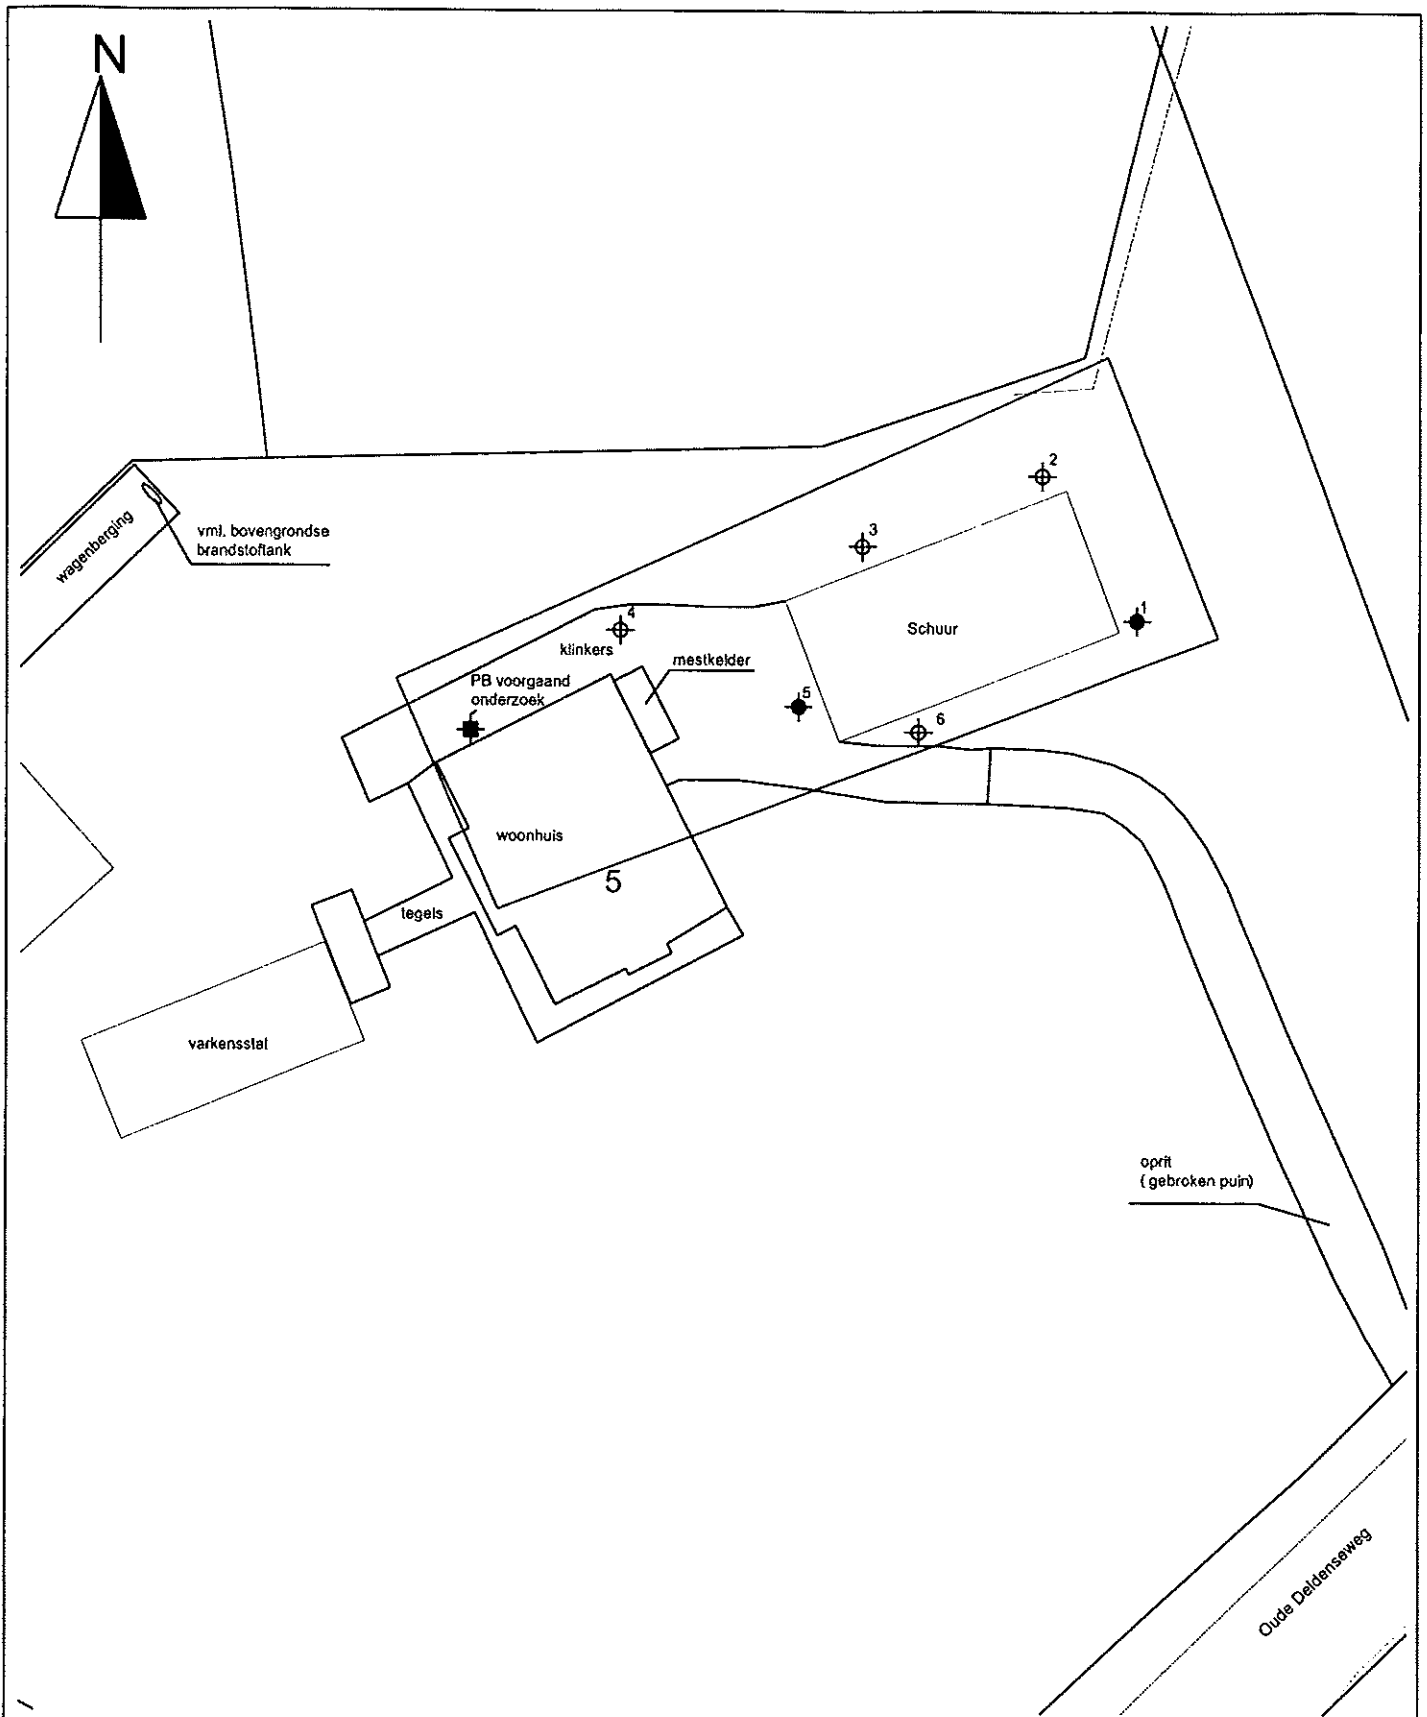 N
wagenberging
vml. bovengrondse
brandstoftank
2
3
4
klinkers
Schuur
1
mestkelder
PB voorgaand
onderzoek
5
6
woonhuis
5
tegels
varkensstal
oprit
( gebroken puin)
Oude Deldenseweg